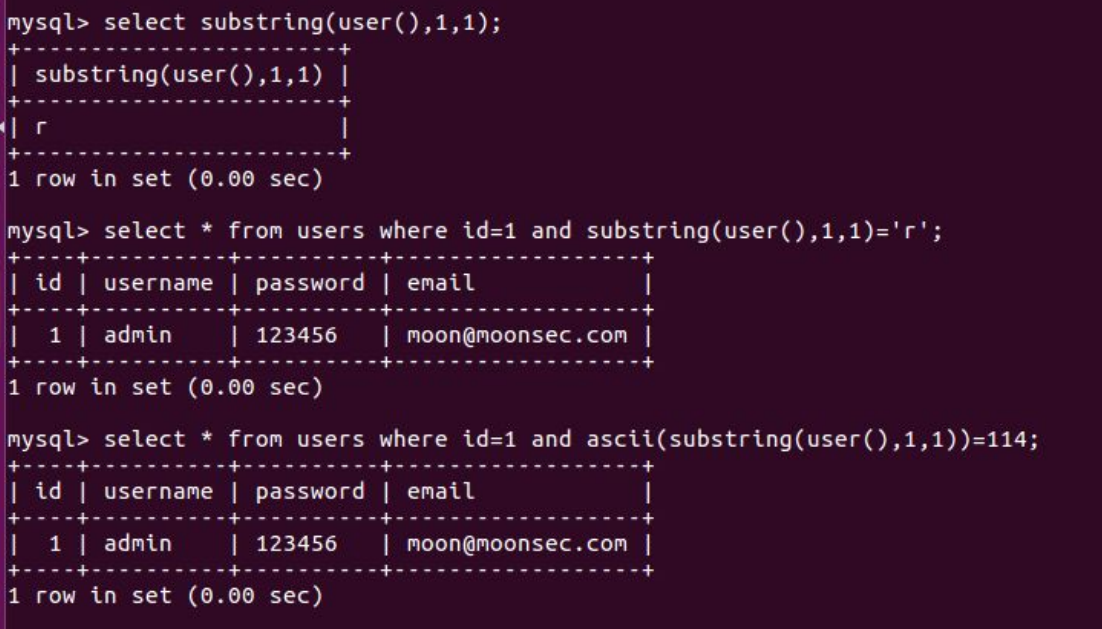 mysql> select substring(user(),1,1);
+-----------------------+
| substring(user(),1,1) |
+-----------------------+
| r                     |
+-----------------------+
1 row in set (0.00 sec)

mysql> select * from users where id=1 and substring(user(),1,1)='r';
+----+----------+----------+------------------+
| id | username | password | email            |
+----+----------+----------+------------------+
|  1 | admin    | 123456   | moon@moonsec.com |
+----+----------+----------+------------------+
1 row in set (0.00 sec)

mysql> select * from users where id=1 and ascii(substring(user(),1,1))=114;
+----+----------+----------+------------------+
| id | username | password | email            |
+----+----------+----------+------------------+
|  1 | admin    | 123456   | moon@moonsec.com |
+----+----------+----------+------------------+
1 row in set (0.00 sec)